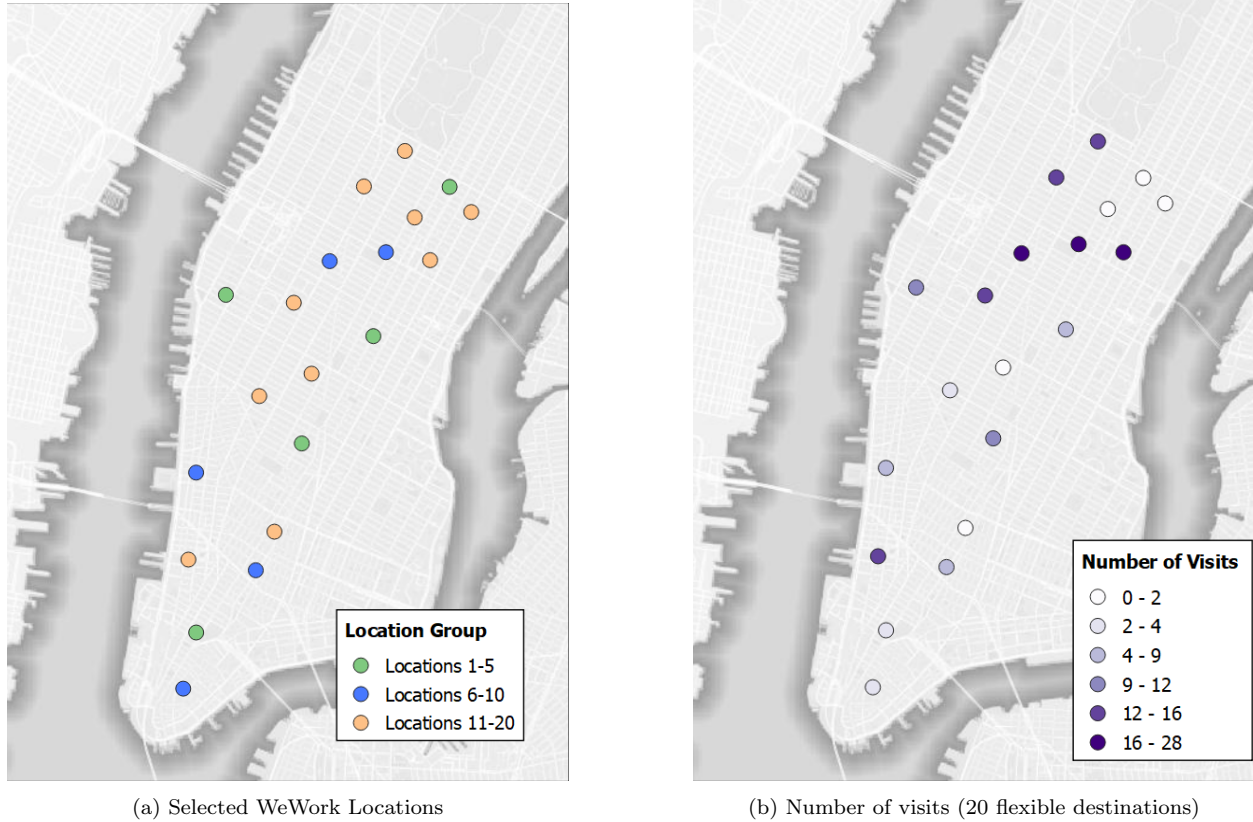 Location Group
Locations 1-5
Locations 6-10
Locations 11-20
(a) Selected WeWork Locations
Number of Visits
0 - 2
2 - 4
4 - 9
9 - 12
12 - 16
16 - 28
(b) Number of visits (20 flexible destinations)